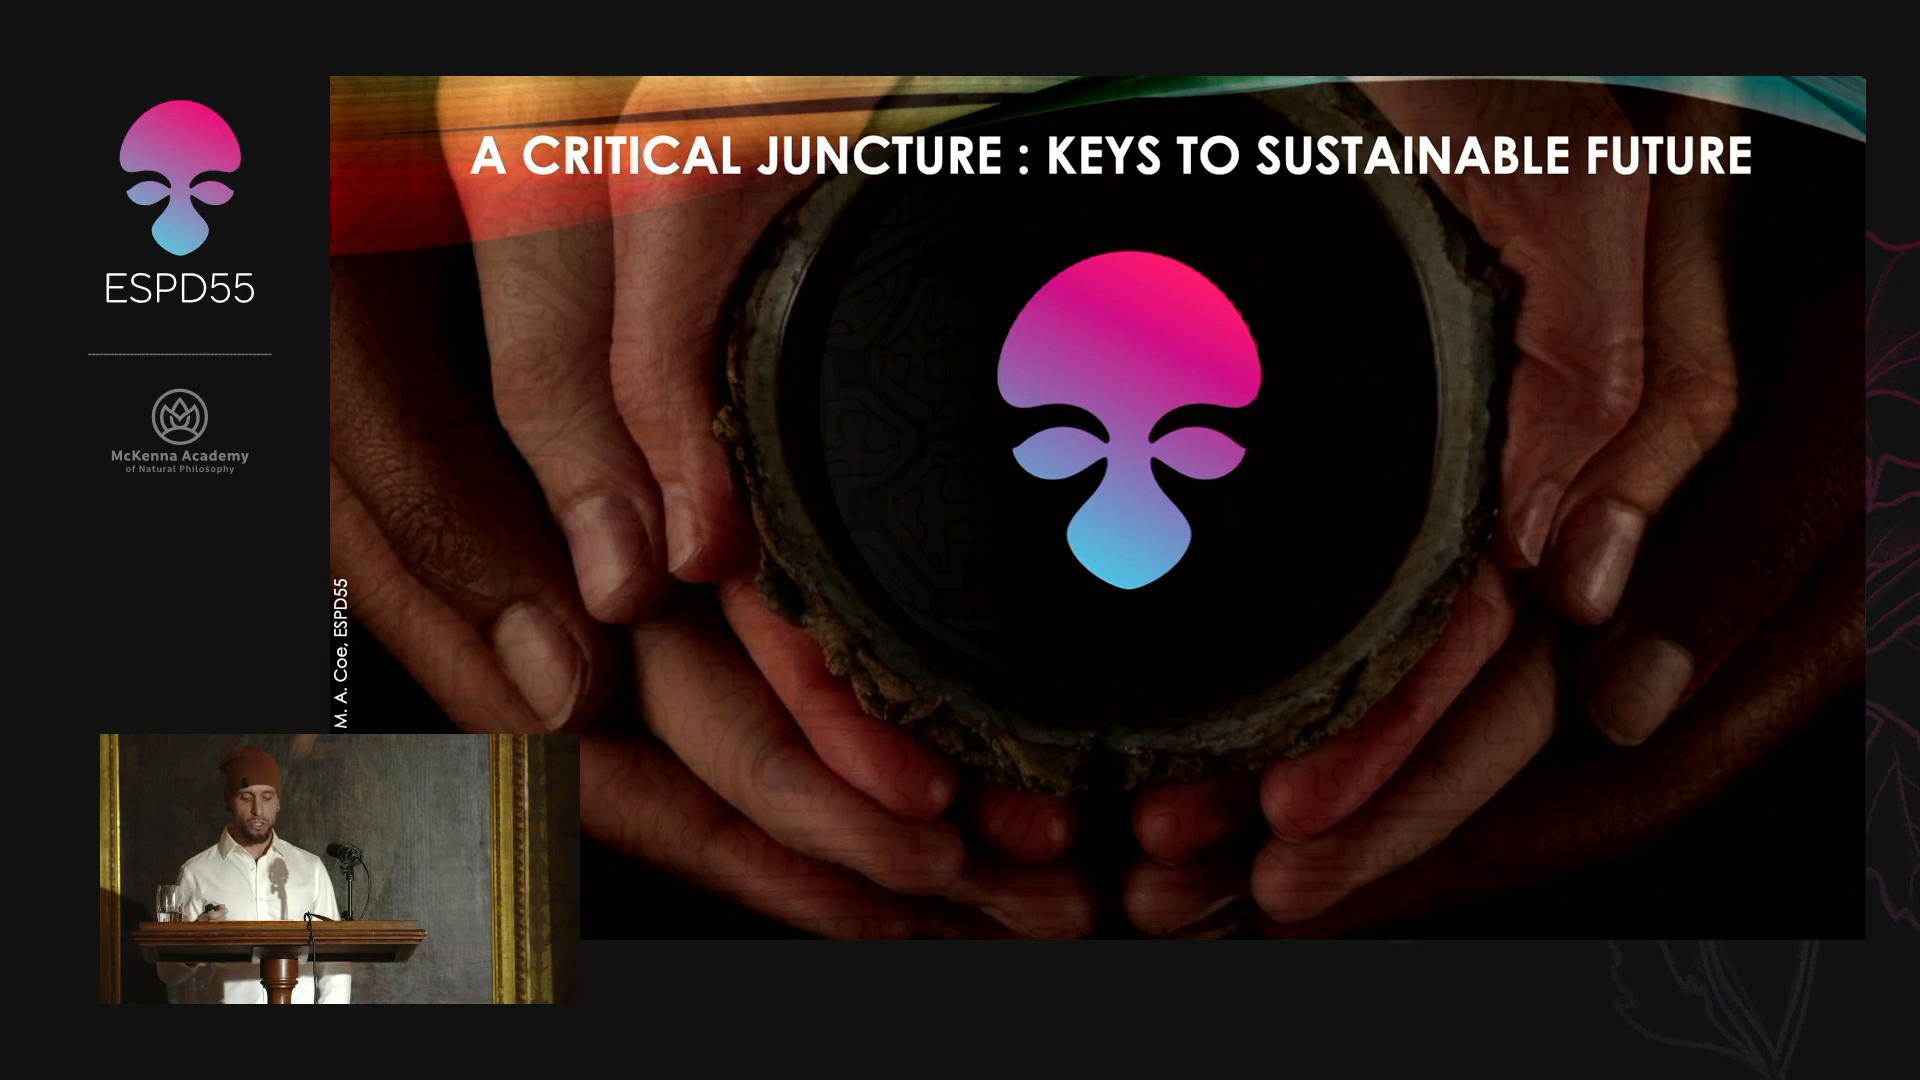 A CRITICAL JUNCTURE : KEYS TO SUSTAINABLE FUTURE
ESPD55
McKenna Academy
of Natural Philosophy
M. A. Coe, ESPD55